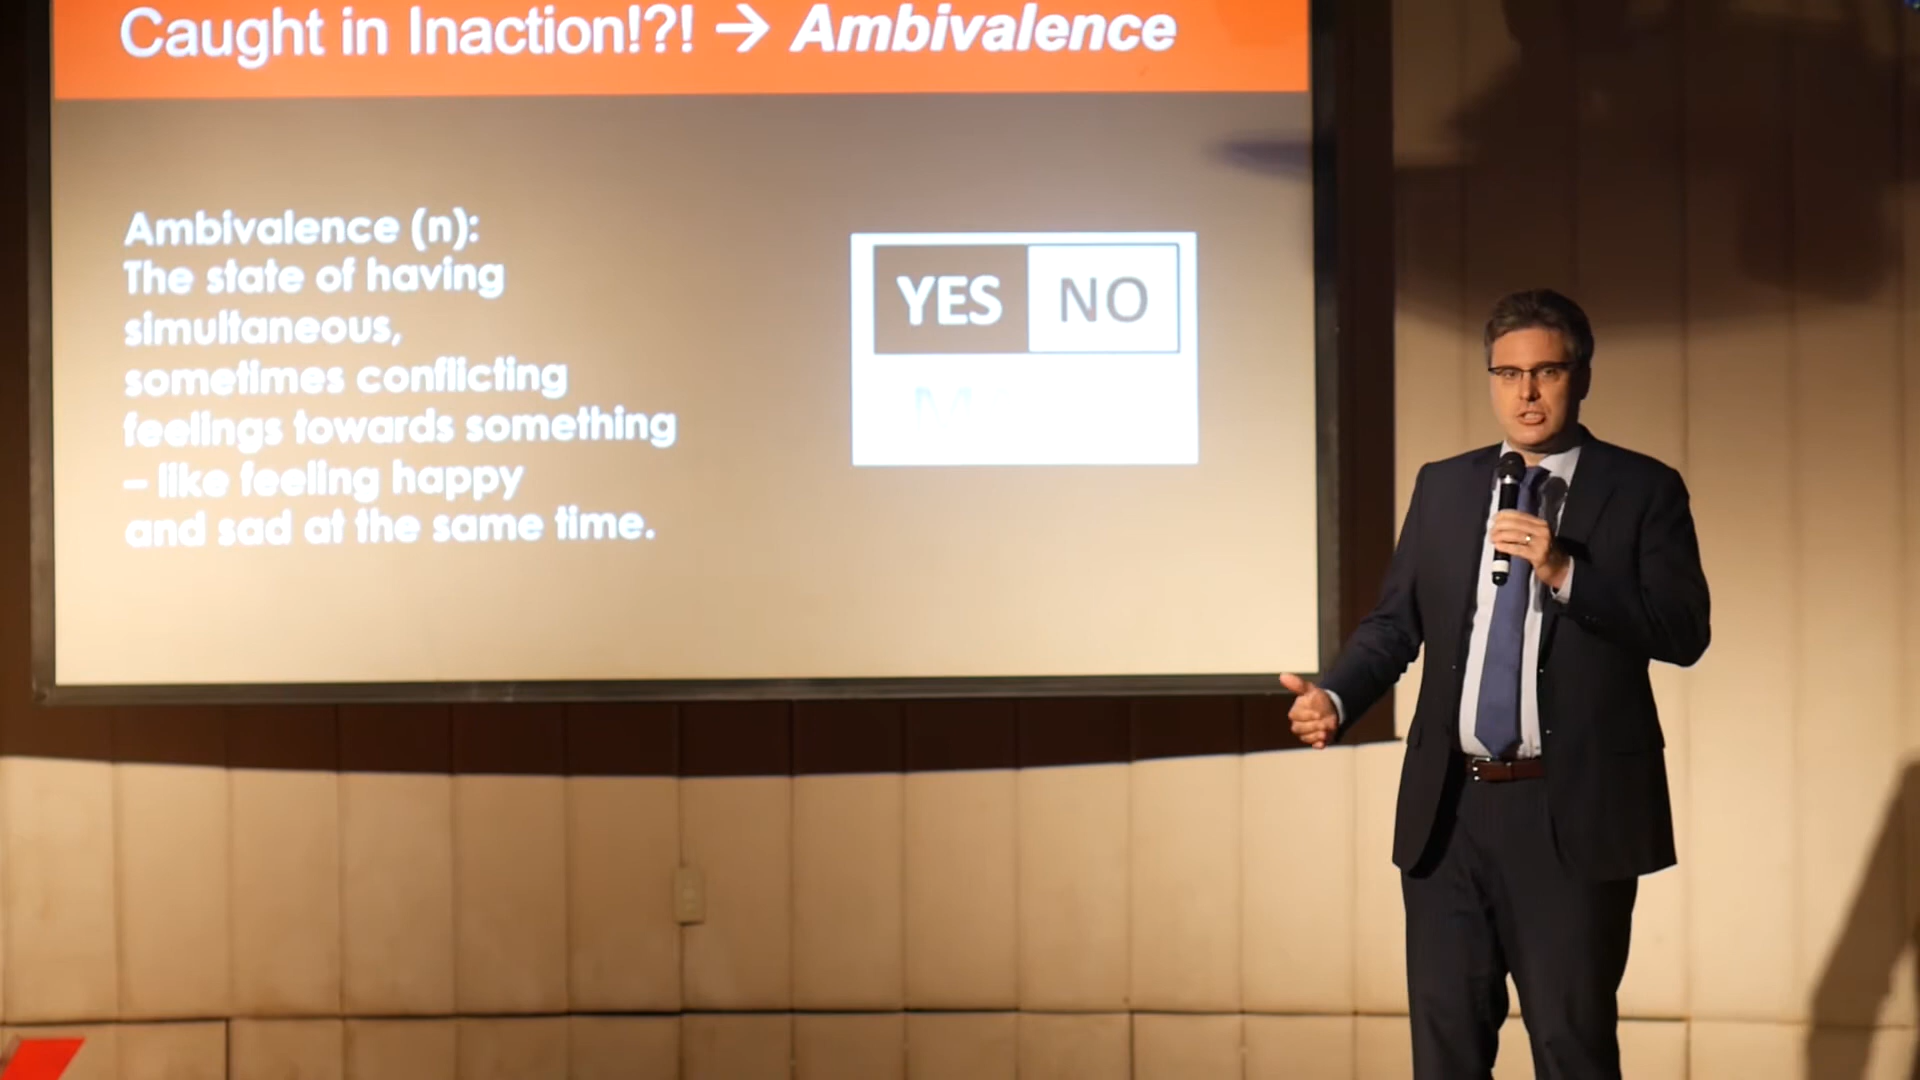 Caught in Inaction!?! → Ambivalence
Ambivalence (n):
The state of having
simultaneous,
sometimes conflicting
feelings towards something
– like feeling happy
and sad at the same time.
YES NO